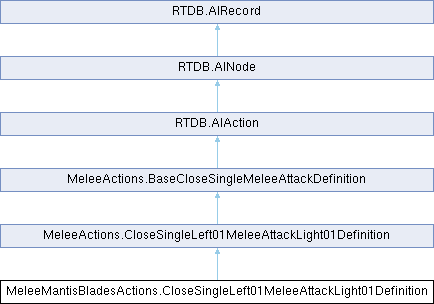 RTDB.AIRecord
RTDB.AINode
RTDB.AIAction
MeleeActions.BaseCloseSingleMeleeAttackDefinition
MeleeActions.CloseSingleLeft01MeleeAttackLight01Definition
MeleeMantisBladesActions.CloseSingleLeft01MeleeAttackLight01Definition